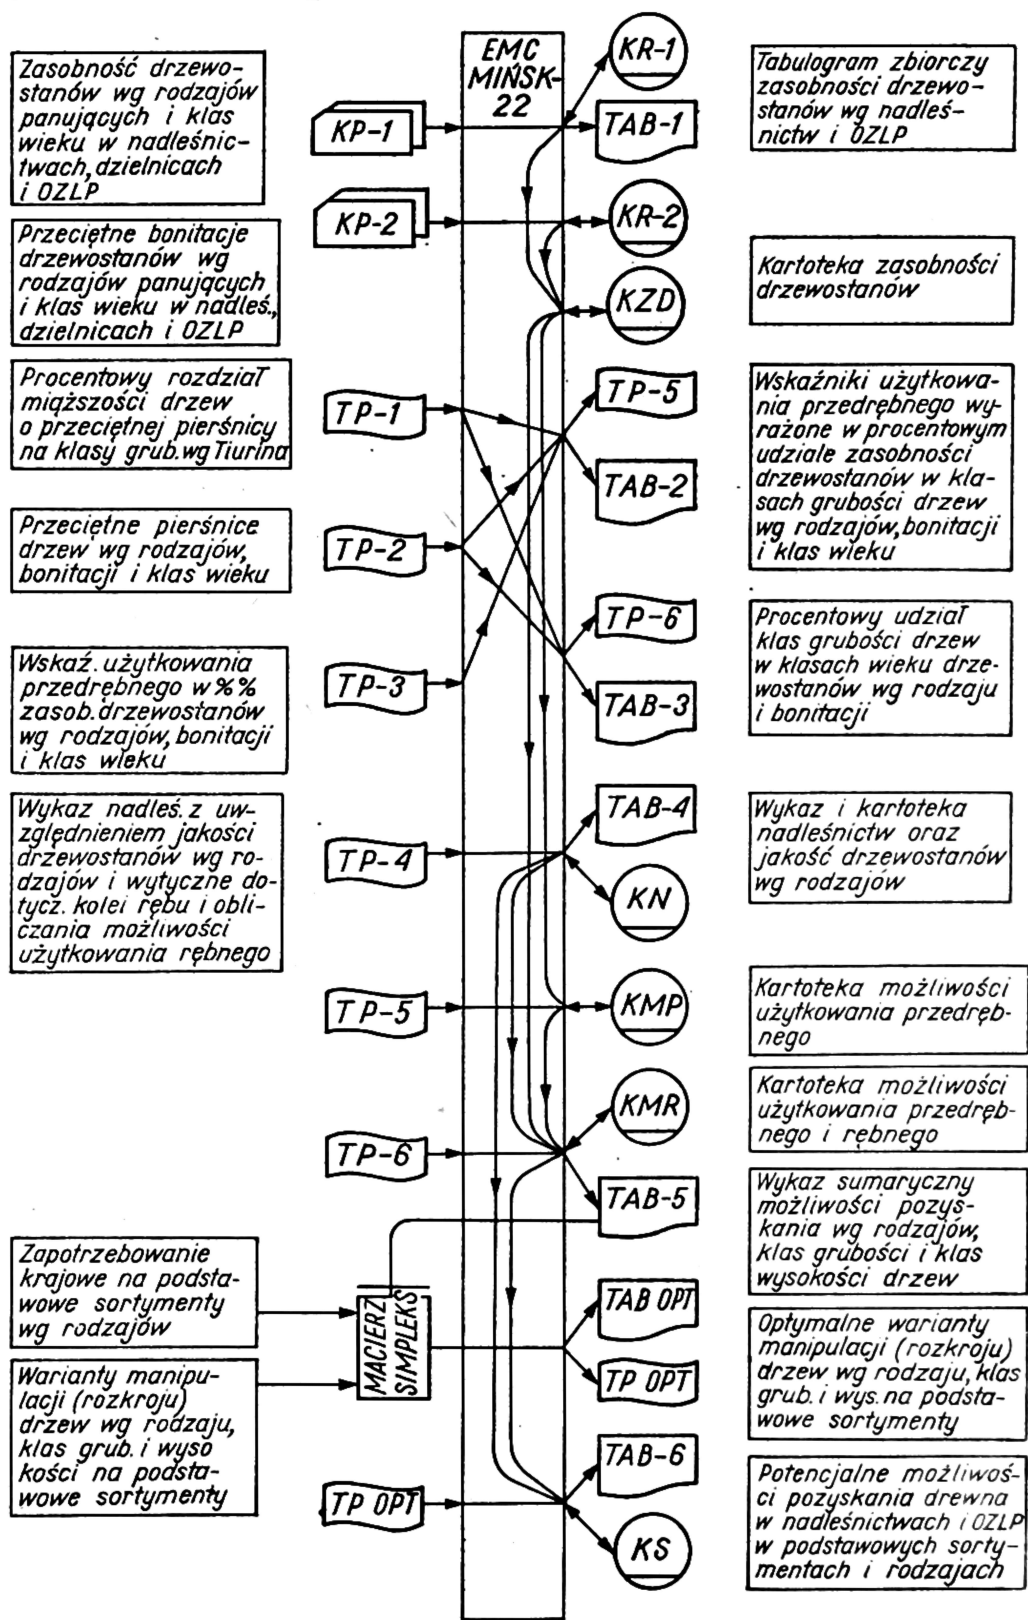 Zasobność drzewo-
stanów wg rodzajów
panujących i klas
wieku w nadleśnic-
twach, dzielnicach
i OZLP
Przeciętne bonitacje
drzewostanów wg
rodzajów panujących
i klas wieku w nadleś.,
dzielnicach i OZLP
Procentowy rozdział
miąższości drzew
o przeciętnej pierśnicy
na klasy grub. wg Tiurina
Przeciętne pierśnice
drzew wg rodzajów,
bonitacji i klas wieku
Wskaź. użytkowania
przedrębnego w %%
zasob. drzewostanów
wg rodzajów, bonitacji
i klas wieku
Wykaz nadleś. z uw-
zględnieniem jakości
drzewostanów wg ro-
dzajów i wytyczne do-
tycz. kolei rębu i obli-
czania możliwości
użytkowania rębnego
Zapotrzebowanie
krajowe na podsta-
wowe sortymenty
wg rodzajów
Warianty manipu-
lacji (rozkroju)
drzew wg rodzaju,
klas grub. i wyso
kości na podsta-
wowe sortymenty
KP-1
KP-2
TP-1
TP-2
TP-3
TP-4
TP-5
TP-6
MACIERZ
SIMPLEKS
TP OPT
EMC
MIŃSK-
22
KR-1
TAB-1
KR-2
KZD
TP-5
TAB-2
TP-6
TAB-3
TAB-4
KN
KMP
KMR
TAB-5
TAB OPT
TP OPT
TAB-6
KS
Tabulogram zbiorczy
zasobności drzewo-
stanów wg nadleś-
nictw i OZLP
Kartoteka zasobności
drzewostanów
Wskaźniki użytkowa-
nia przedrębnego wy-
rażone w procentowym
udziale zasobności
drzewostanów w kla-
sach grubości drzew
wg rodzajów, bonitacji
i klas wieku
Procentowy udział
klas grubości drzew
w klasach wieku drze-
wostanów wg rodzaju
i bonitacji
Wykaz i kartoteka
nadleśnictw oraz
jakość drzewostanów
wg rodzajów
Kartoteka możliwości
użytkowania przedręb-
nego
Kartoteka możliwości
użytkowania przedręb-
nego i rębnego
Wykaz sumaryczny
możliwości pozys-
kania wg rodzajów,
klas grubości i klas
wysokości drzew
Optymalne warianty
manipulacji (rozkroju)
drzew wg rodzaju, klas
grub. i wys. na podsta-
wowe sortymenty
Potencjalne możliwoś-
ci pozyskania drewna
w nadleśnictwach i OZLP
w podstawowych sorty-
mentach i rodzajach